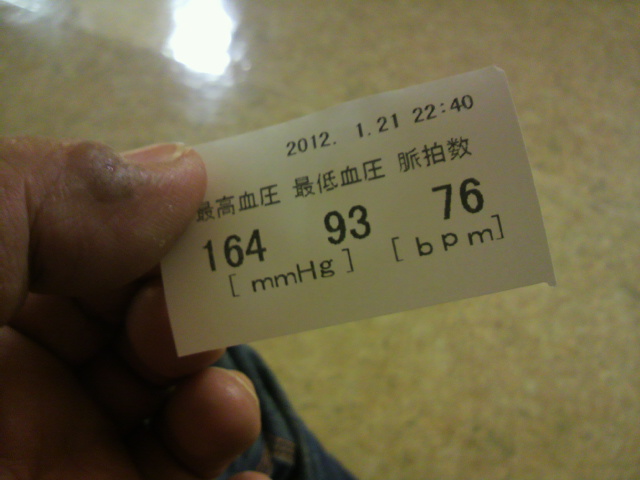 2012. 1.21 22:40
最高血圧 最低血圧 脈拍数
164 93 76
[ mmHg ] [ bpm]